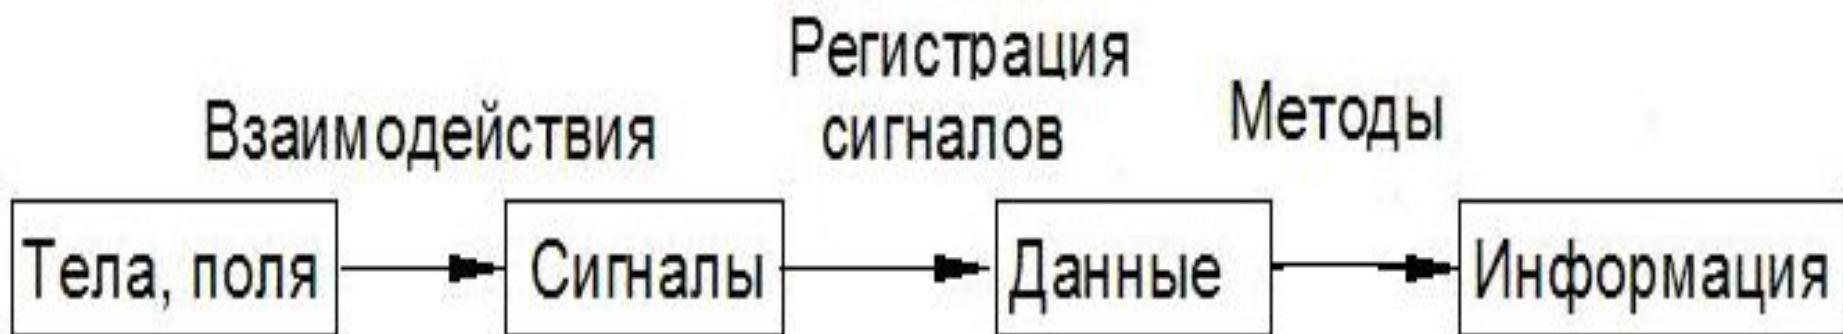 Регистрация
Взаимодействия сигналов Методы
Тела, поля Сигналы Данные Информация